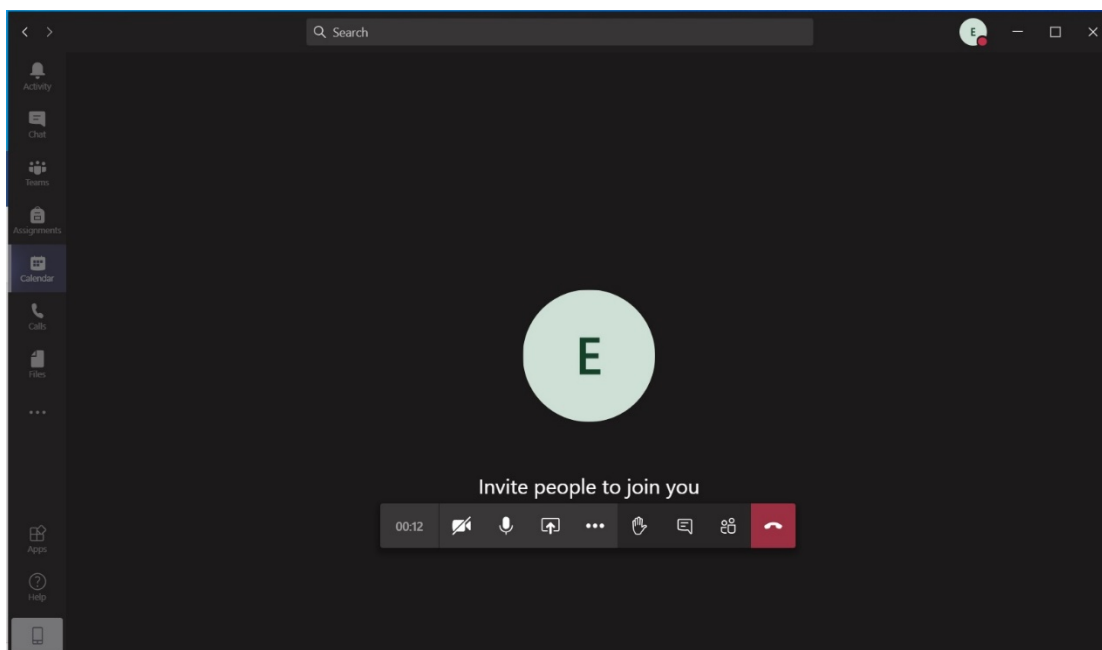 Search
E
Activity
Chat
Teams
Assignments
Calendar
Calls
Files
E
Invite people to join you
00:12
Apps
Help